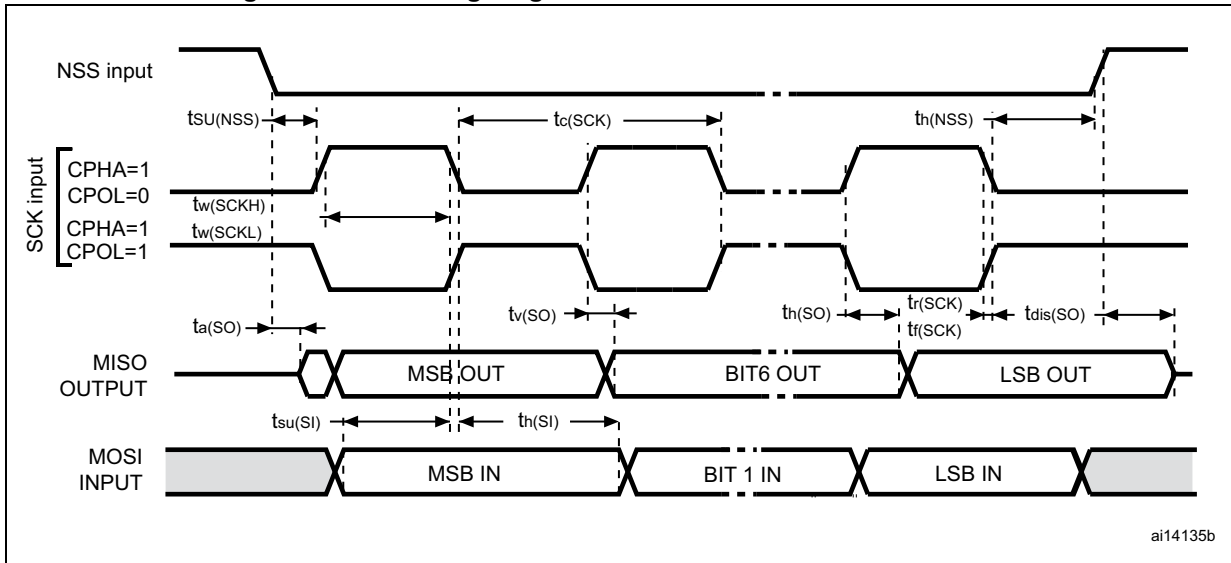 NSS input
tSU(NSS)
tc(SCK)
th(NSS)
SCK input
CPHA=1
CPOL=0
tw(SCKH)
CPHA=1
tw(SCKL)
CPOL=1
ta(SO)
tv(SO)
th(SO)
tr(SCK)
tf(SCK)
tdis(SO)
MISO
OUTPUT
MSB OUT
BIT6 OUT
LSB OUT
tsu(SI)
th(SI)
MOSI
INPUT
MSB IN
BIT 1 IN
LSB IN
ai14135b